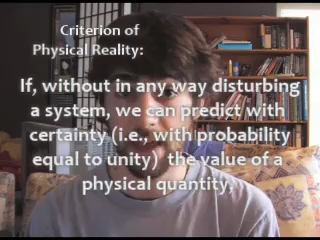 Criterion of
Physical Reality:
If, without in any way disturbing
a system, we can predict with
certainty (i.e., with probability
equal to unity)  the value of a
physical quantity,